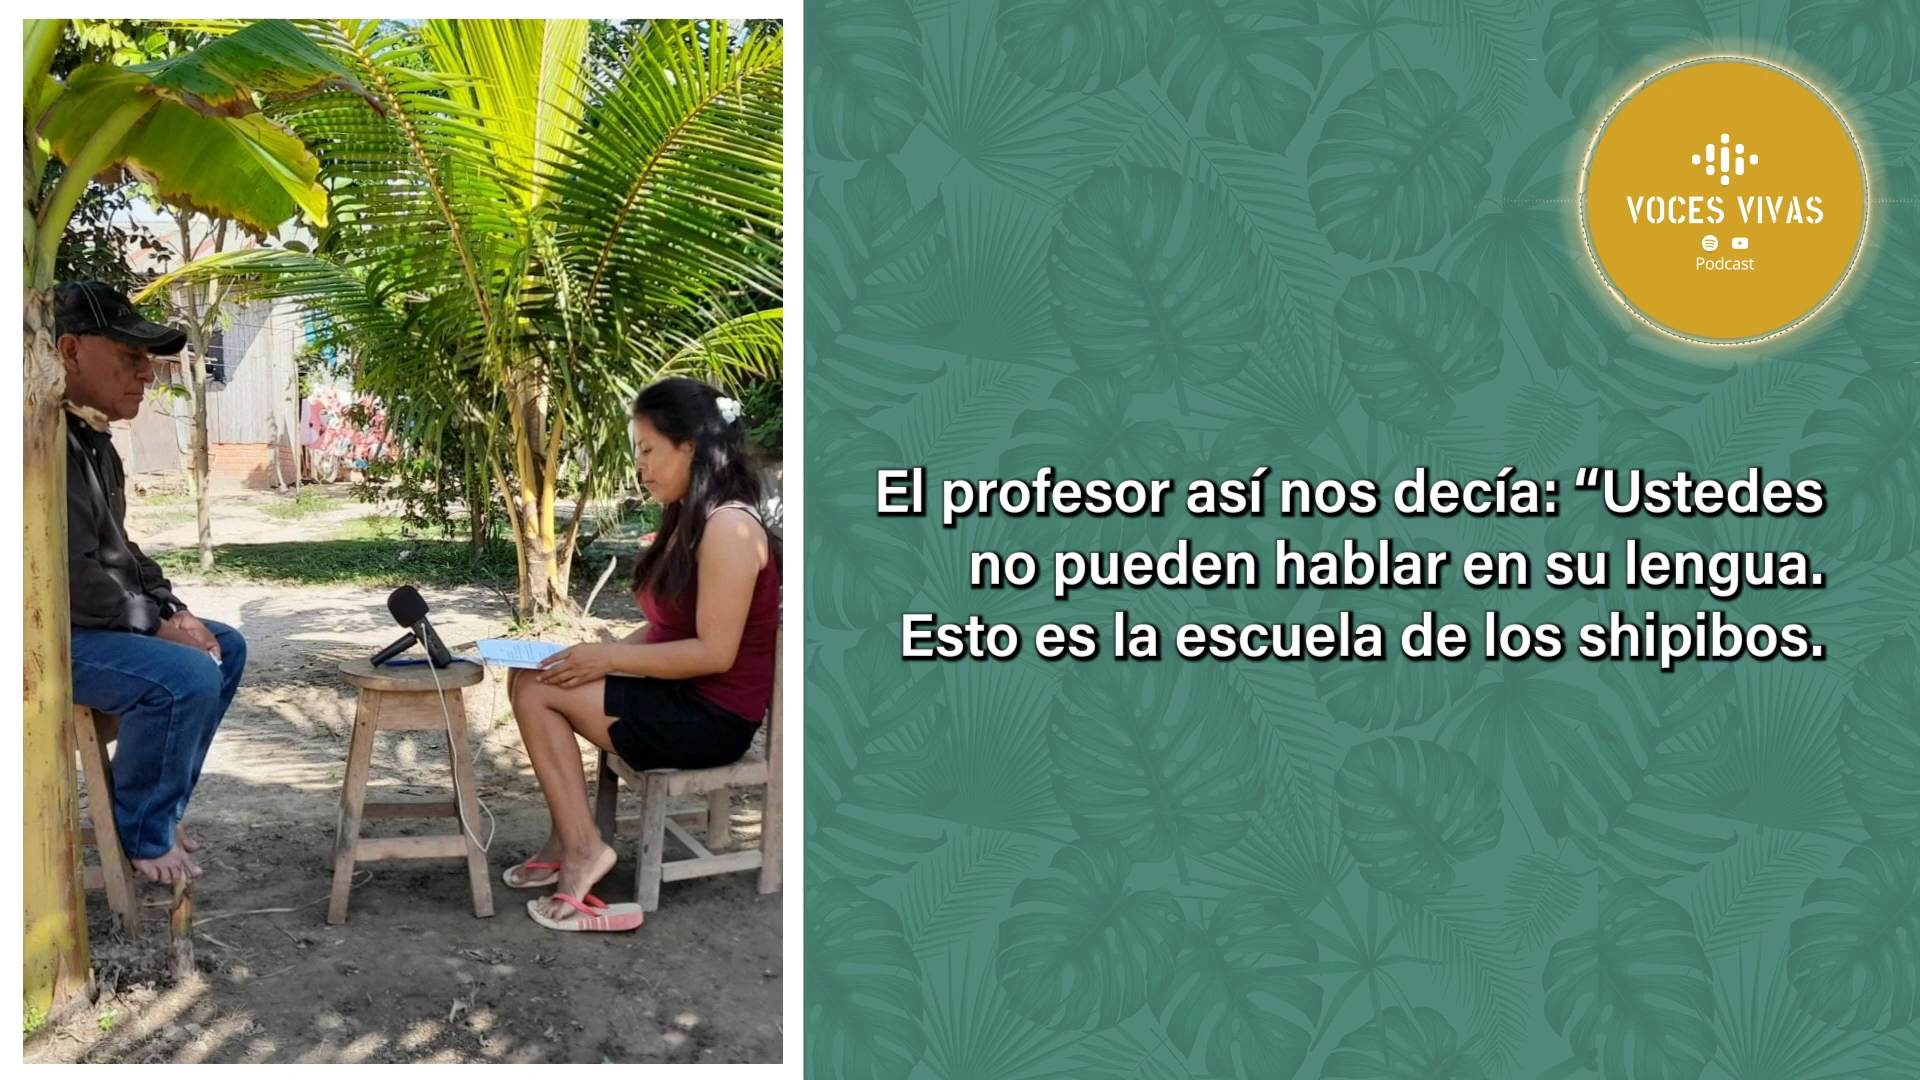 VOCES VIVAS
Podcast
El profesor así nos decía: “Ustedes
no pueden hablar en su lengua.
Esto es la escuela de los shipibos.